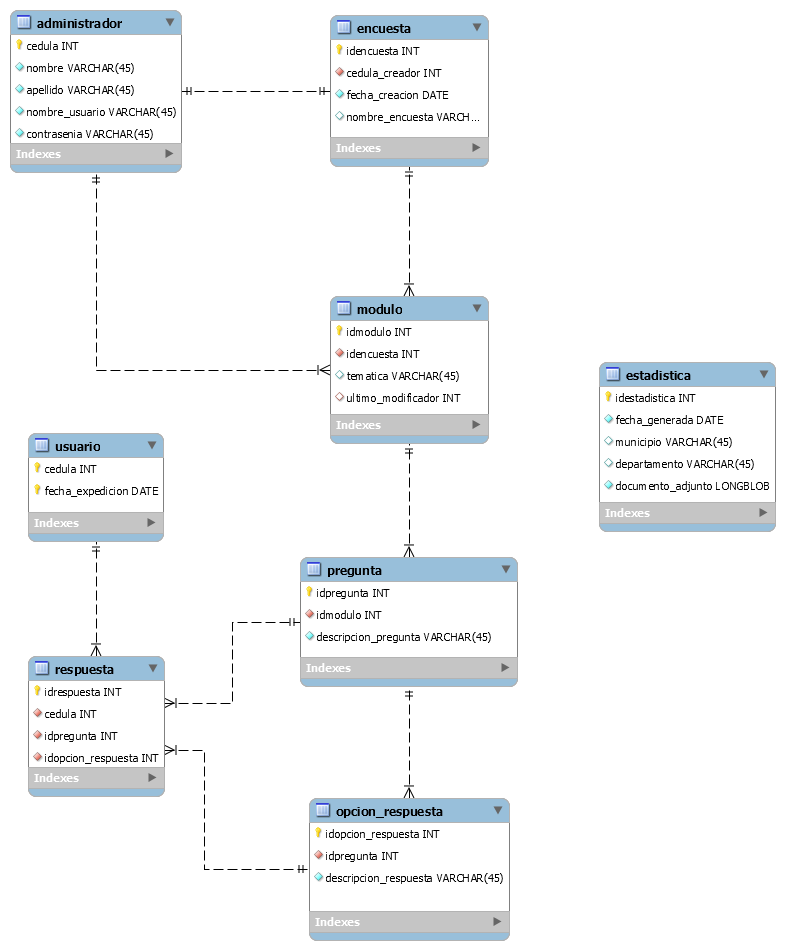 administrador
cedula INT
nombre VARCHAR(45)
apellido VARCHAR(45)
nombre_usuario VARCHAR(45)
contrasenia VARCHAR(45)
Indexes
encuesta
idencuesta INT
cedula_creador INT
fecha_creacion DATE
nombre_encuesta VARCH...
Indexes
modulo
idmodulo INT
idencuesta INT
tematica VARCHAR(45)
ultimo_modificador INT
Indexes
estadistica
idestadistica INT
fecha_generada DATE
municipio VARCHAR(45)
departamento VARCHAR(45)
documento_adjunto LONGBLOB
Indexes
usuario
cedula INT
fecha_expedicion DATE
Indexes
pregunta
idpregunta INT
idmodulo INT
descripcion_pregunta VARCHAR(45)
Indexes
respuesta
idrespuesta INT
cedula INT
idpregunta INT
idopcion_respuesta INT
Indexes
opcion_respuesta
idopcion_respuesta INT
idpregunta INT
descripcion_respuesta VARCHAR(45)
Indexes